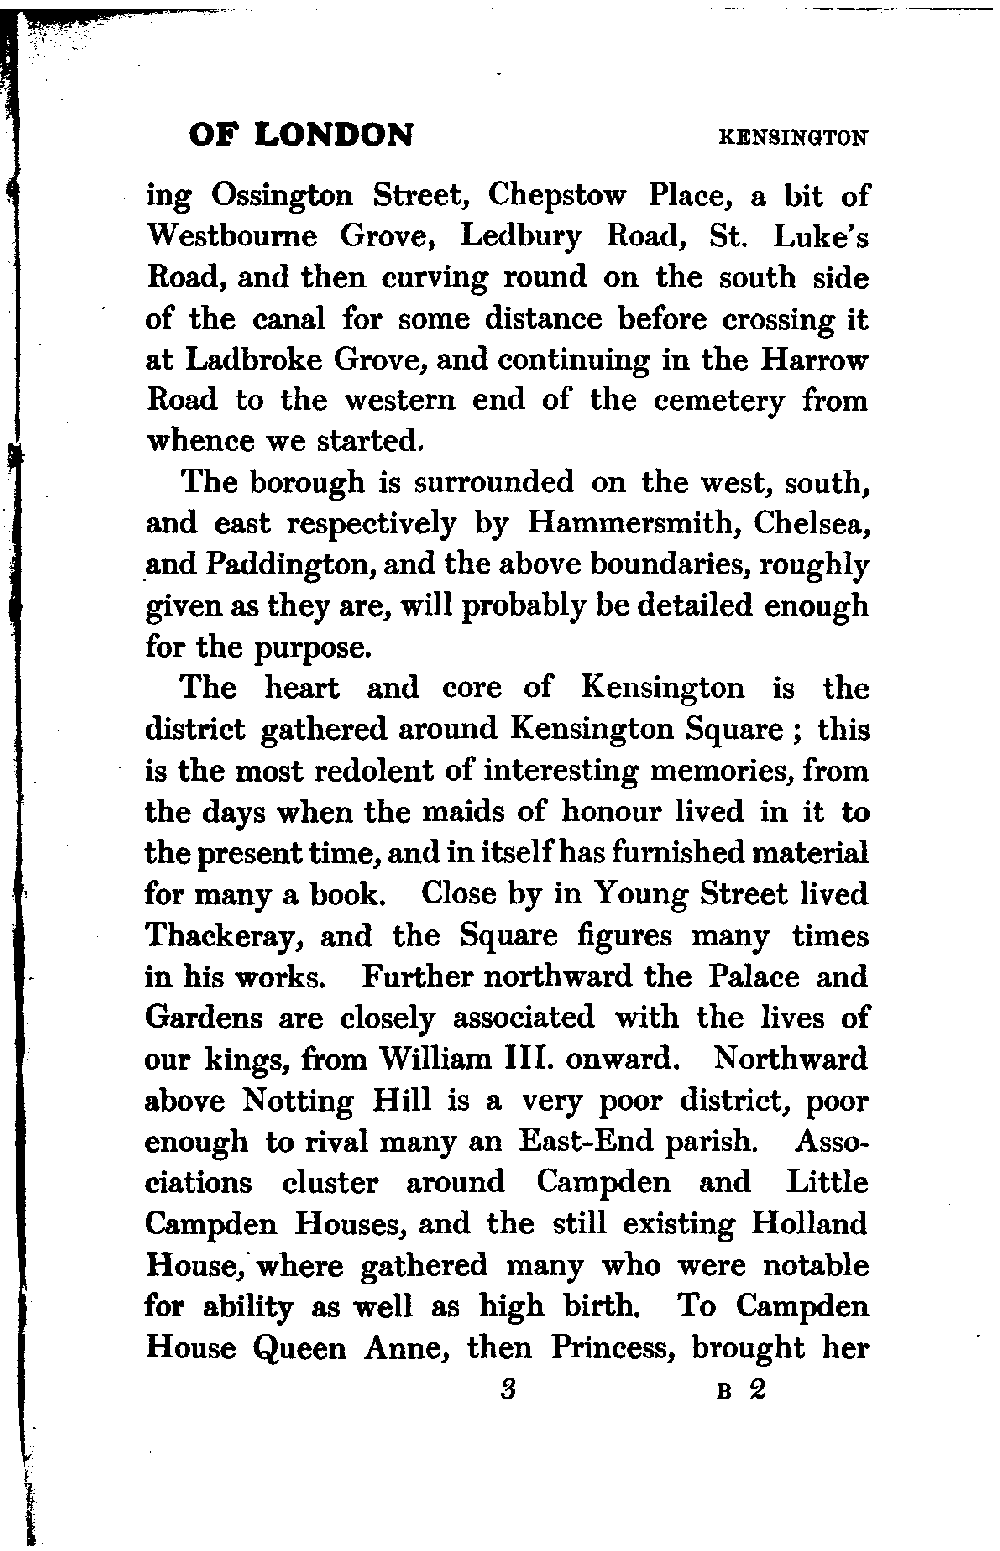 OF LONDON KENSINGTON
ing Ossington Street, Chepstow Place, a bit of
Westbourne Grove, Ledbury Road, St. Luke's
Road, and then curving round on the south side
of the canal for some distance before crossing it
at Ladbroke Grove, and continuing in the Harrow
Road to the western end of the cemetery from
whence we started.
The borough is surrounded on the west, south,
and east respectively by Hammersmith, Chelsea,
and Paddington, and the above boundaries, roughly
given as they are, will probably be detailed enough
for the purpose.
The heart and core of Kensington is the
district gathered around Kensington Square ; this
is the most redolent of interesting memories, from
the days when the maids of honour lived in it to
the present time, and in itself has furnished material
for many a book. Close by in Young Street lived
Thackeray, and the Square figures many times
in his works. Further northward the Palace and
Gardens are closely associated with the lives of
our kings, from William III. onward. Northward
above Notting Hill is a very poor district, poor
enough to rival many an East-End parish. Asso-
ciations cluster around Campden and Little
Campden Houses, and the still existing Holland
House, where gathered many who were notable
for ability as well as high birth. To Campden
House Queen Anne, then Princess, brought her
3 B 2